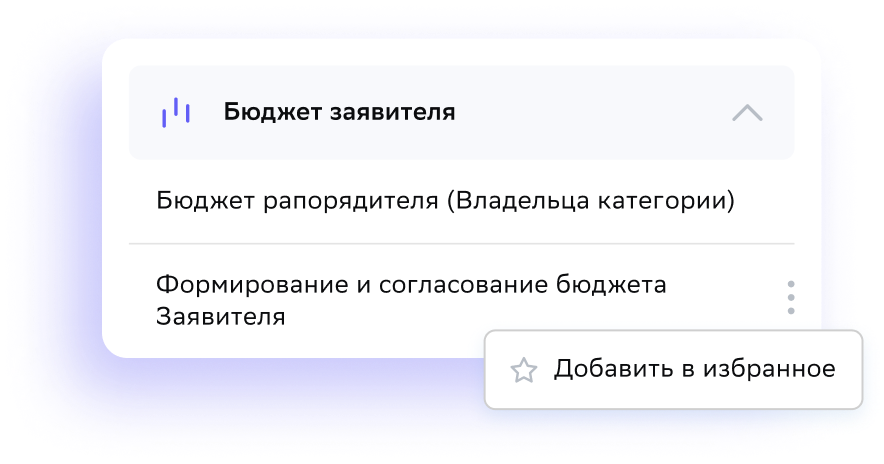 Бюджет заявителя
Бюджет рапорядителя (Владельца категории)
Формирование и согласование бюджета
Заявителя
Добавить в избранное